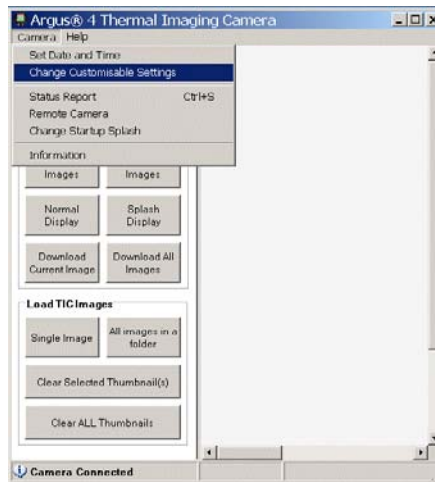 Argus® 4 Thermal Imaging Camera
Camera Help
Set Date and Time
Change Customisable Settings
Status Report Ctrl+S
Remote Camera
Change Startup Splash
Information
Images Images
Normal Display
Splash Display
Download Current Image
Download All Images
Load TIC Images
Single Image
All images in a folder
Clear Selected Thumbnail(s)
Clear ALL Thumbnails
Camera Connected